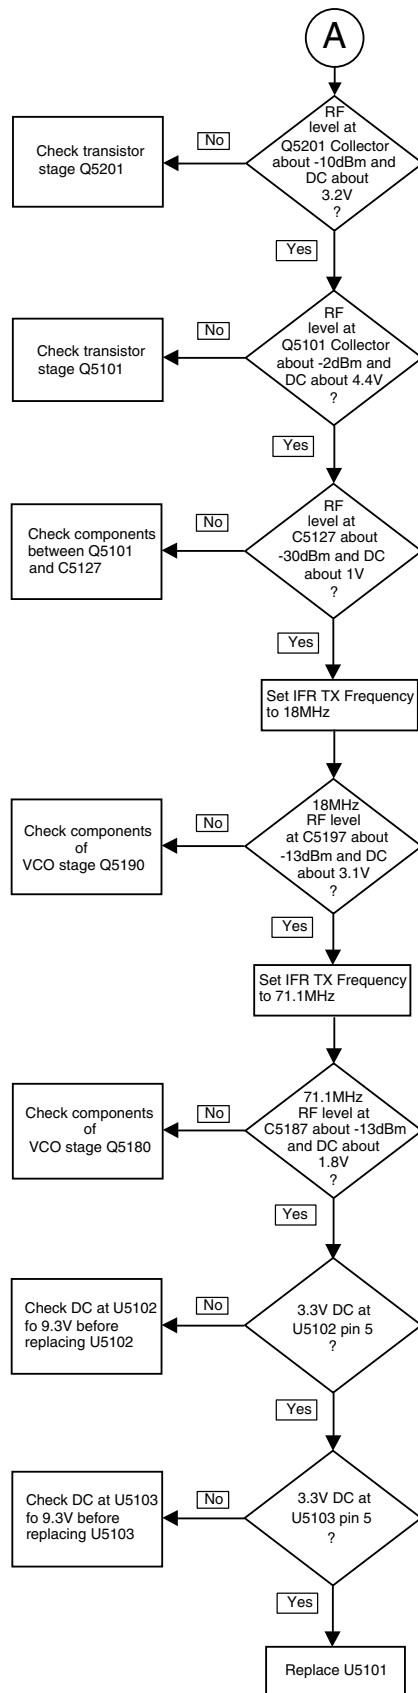 A
RF
level at
Q5201 Collector
about -10dBm and
DC about
3.2V
?
No
Check transistor
stage Q5201
Yes
RF
level at
Q5101 Collector
about -2dBm and
DC about 4.4V
?
No
Check transistor
stage Q5101
Yes
RF
level at
C5127 about
-30dBm and DC
about 1V
?
No
Check components
between Q5101
and C5127
Yes
Set IFR TX Frequency
to 18MHz
18MHz
RF level
at C5197 about
-13dBm and DC
about 3.1V
?
No
Check components
of
VCO stage Q5190
Yes
Set IFR TX Frequency
to 71.1MHz
71.1MHz
RF level at
C5187 about -13dBm
and DC about
1.8V
?
No
Check components
of
VCO stage Q5180
Yes
3.3V DC at
U5102 pin 5
?
No
Check DC at U5102
fo 9.3V before
replacing U5102
Yes
3.3V DC at
U5103 pin 5
?
No
Check DC at U5103
fo 9.3V before
replacing U5103
Yes
Replace U5101